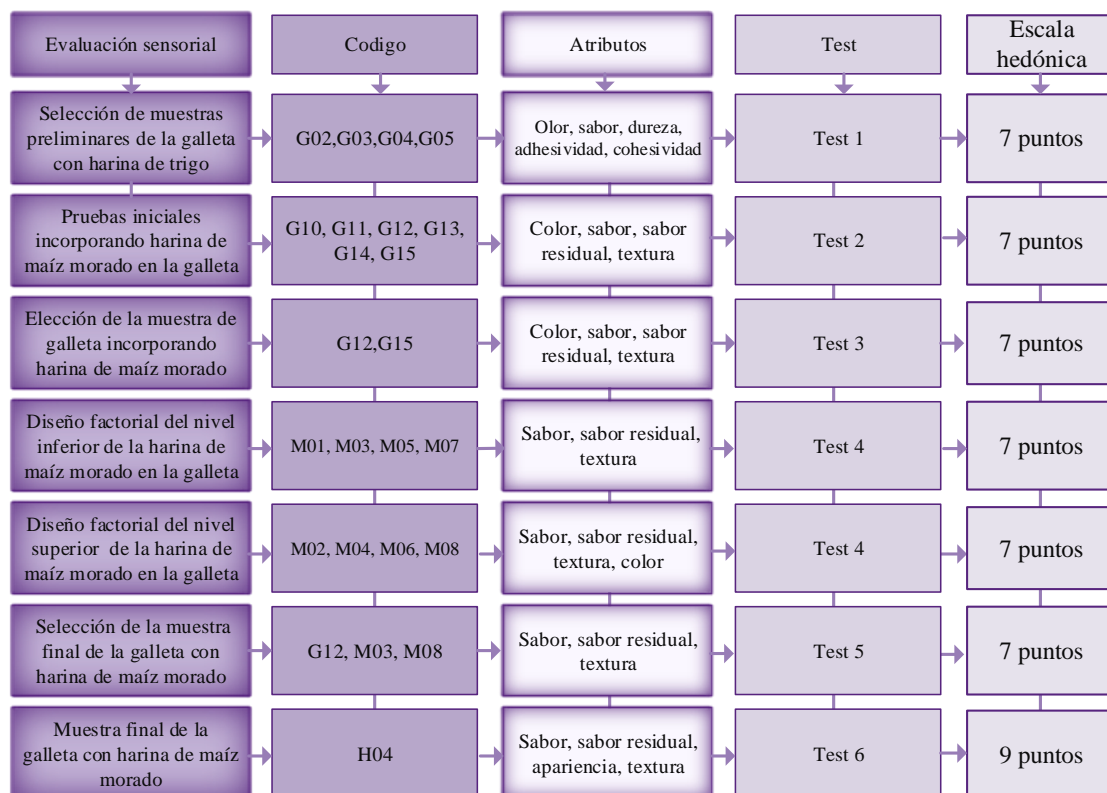 Evaluación sensorial
Codigo
Atributos
Test
Escala
hedónica
Selección de muestras
preliminares de la galleta
con harina de trigo
G02,G03,G04,G05
Olor, sabor, dureza,
adhesividad, cohesividad
Test 1
7 puntos
Pruebas iniciales
incorporando harina de
maíz morado en la galleta
G10, G11, G12, G13,
G14, G15
Color, sabor, sabor
residual, textura
Test 2
7 puntos
Elección de la muestra de
galleta incorporando
harina de maíz morado
G12,G15
Color, sabor, sabor
residual, textura
Test 3
7 puntos
Diseño factorial del nivel
inferior de la harina de
maíz morado en la galleta
M01, M03, M05, M07
Sabor, sabor residual,
textura
Test 4
7 puntos
Diseño factorial del nivel
superior de la harina de
maíz morado en la galleta
M02, M04, M06, M08
Sabor, sabor residual,
textura, color
Test 4
7 puntos
Selección de la muestra
final de la galleta con
harina de maíz morado
G12, M03, M08
Sabor, sabor residual,
textura
Test 5
7 puntos
Muestra final de la
galleta con harina de maíz
morado
H04
Sabor, sabor residual,
apariencia, textura
Test 6
9 puntos